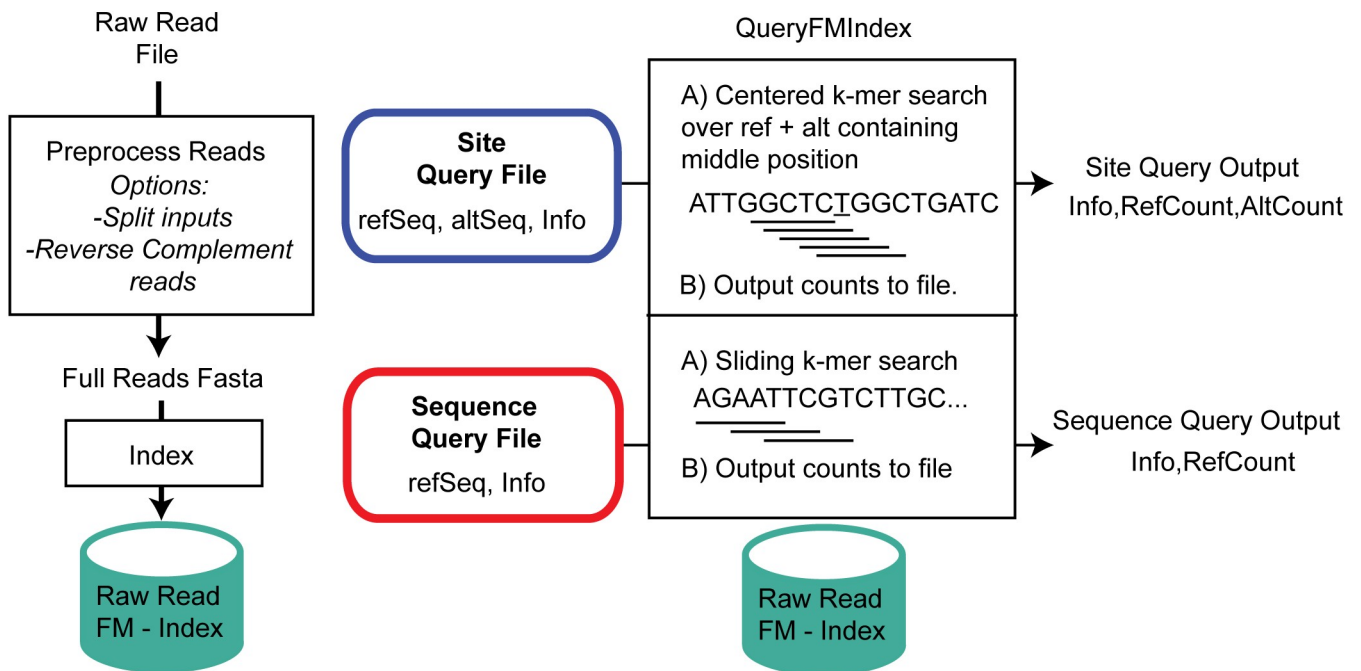 Raw Read
File
Preprocess Reads
Options:
-Split inputs
-Reverse Complement
reads
Full Reads Fasta
Index
Raw Read
FM - Index
Site
Query File
refSeq, altSeq, Info
Sequence
Query File
refSeq, Info
QueryFMIndex
A) Centered k-mer search
over ref + alt containing
middle position
ATTGGCTCTGGCTGATC
B) Output counts to file.
A) Sliding k-mer search
AGAATTCGTCTTGC...
B) Output counts to file
Raw Read
FM - Index
Site Query Output
Info,RefCount,AltCount
Sequence Query Output
Info,RefCount